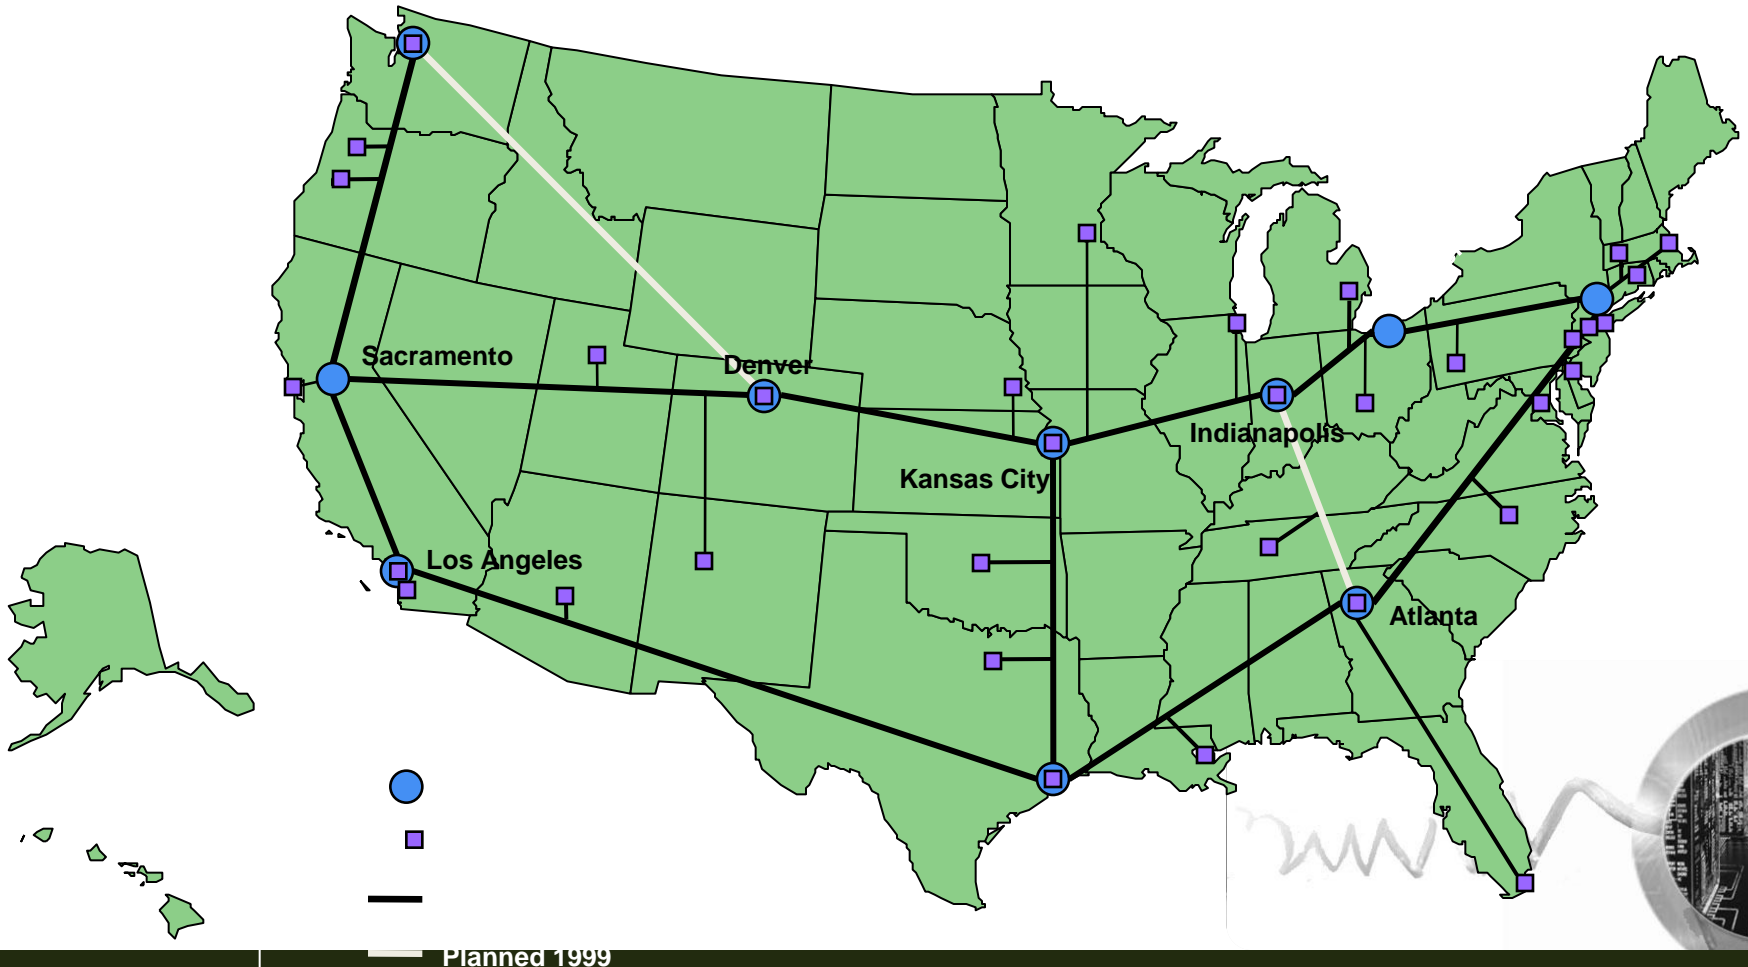 Sacramento
Denver
Indianapolis
Kansas City
Los Angeles
Atlanta
Planned 1999